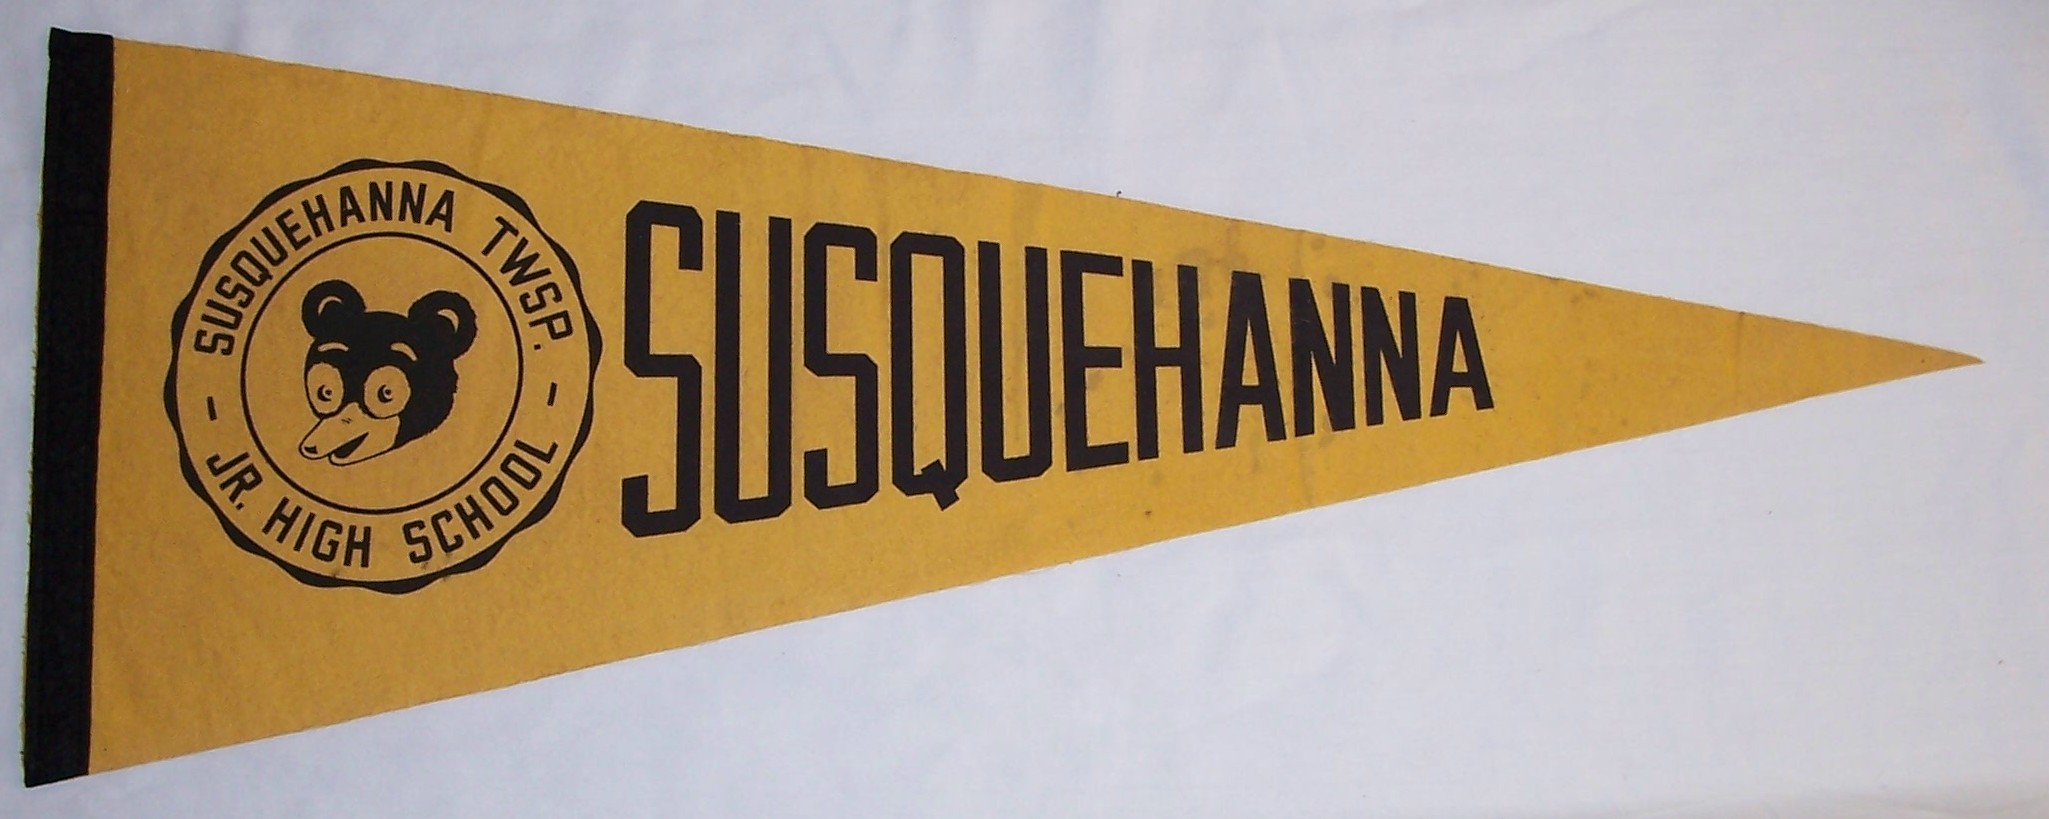 SUSQUEHANNA TWSP.
- JR. HIGH SCHOOL -
SUSQUEHANNA